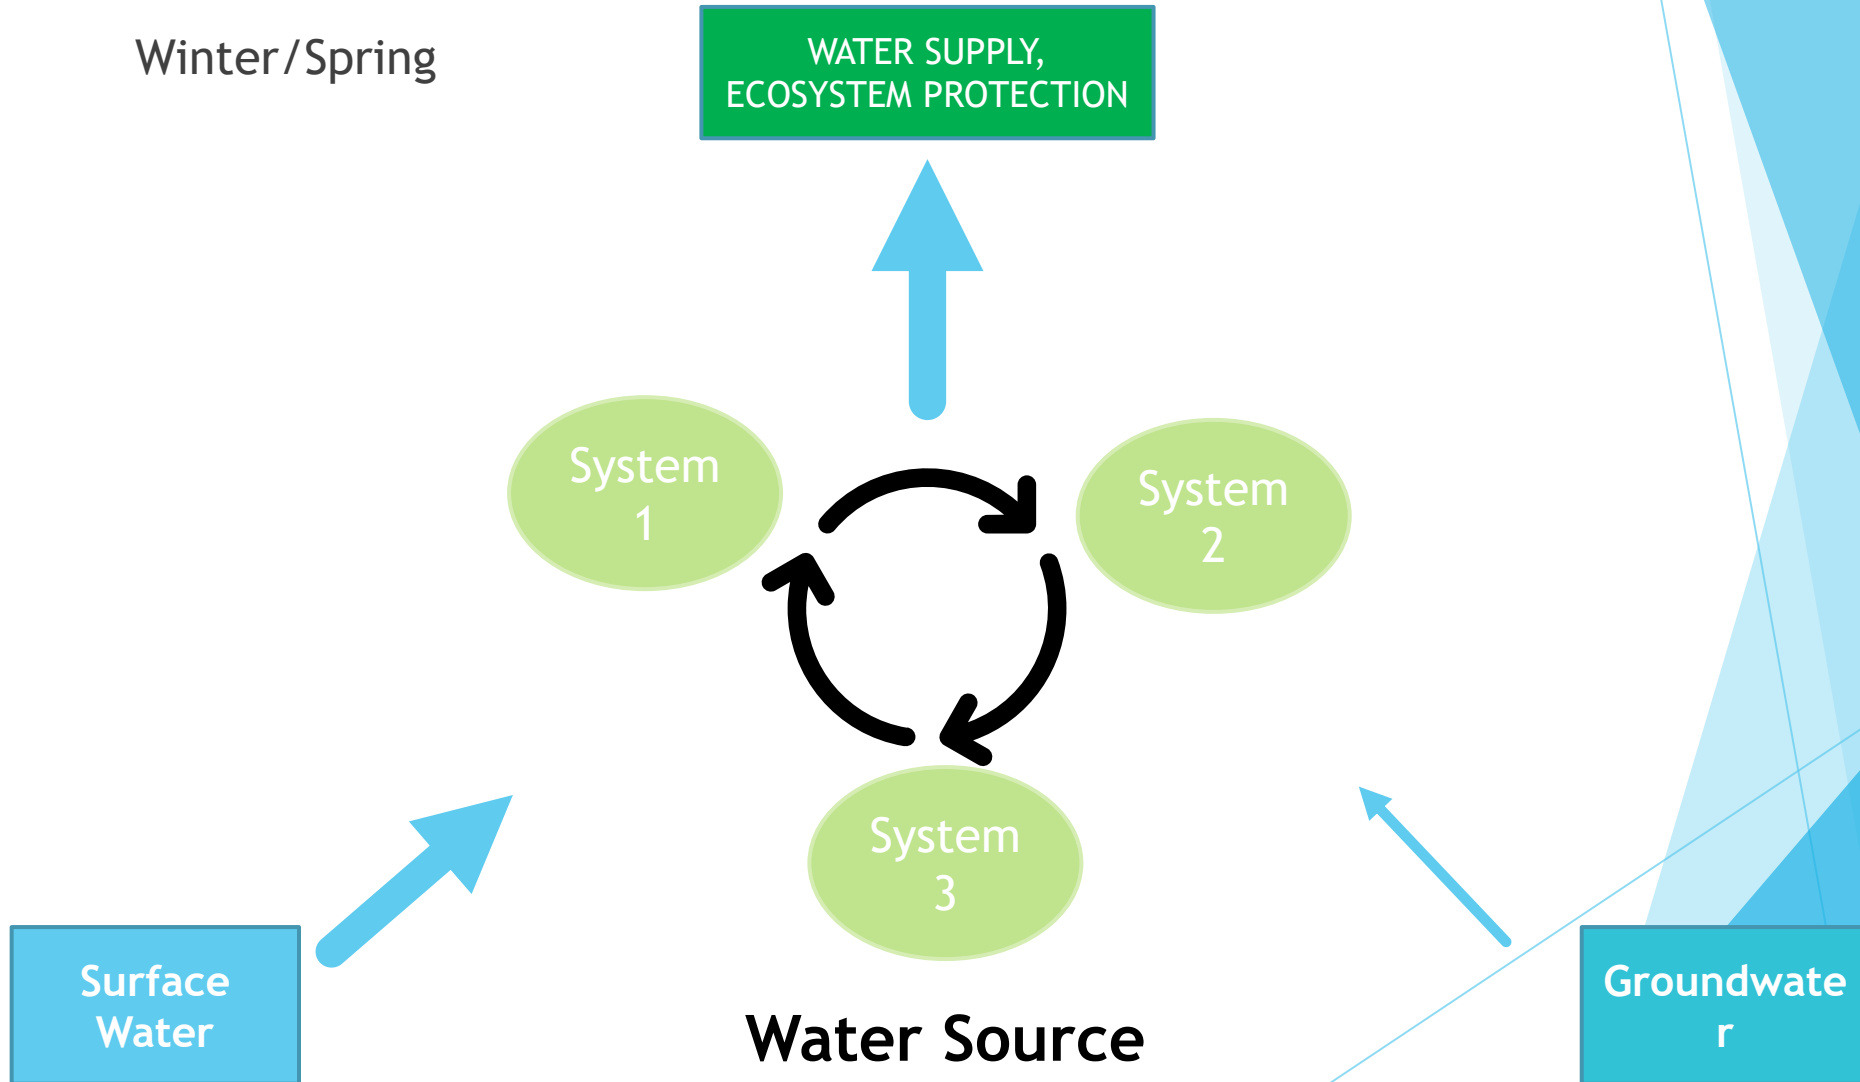 Winter/Spring
WATER SUPPLY,
ECOSYSTEM PROTECTION
System
1
System
2
System
3
Surface
Water
Water Source
Groundwate
r